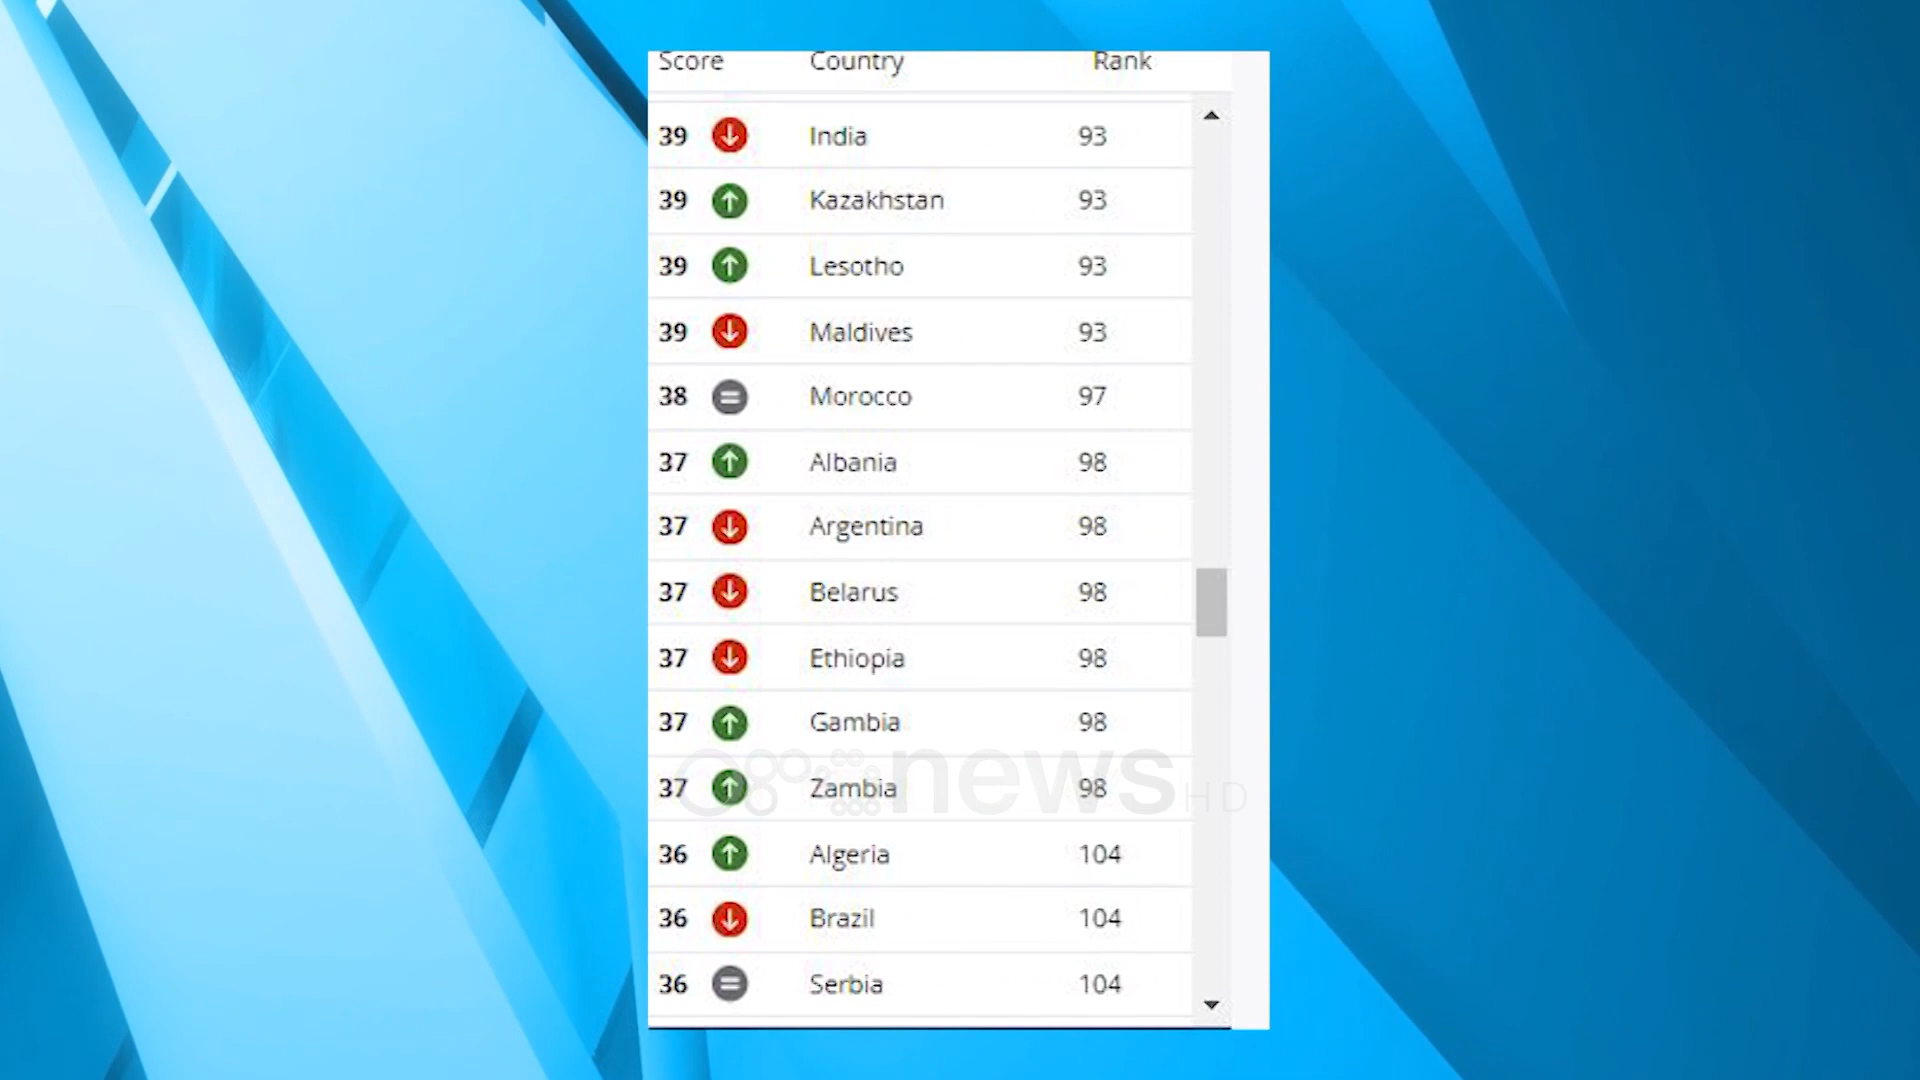 Score Country Rank
39 India 93
39 Kazakhstan 93
39 Lesotho 93
39 Maldives 93
38 Morocco 97
37 Albania 98
37 Argentina 98
37 Belarus 98
37 Ethiopia 98
37 Gambia 98
37 Zambia 98
news HD
36 Algeria 104
36 Brazil 104
36 Serbia 104